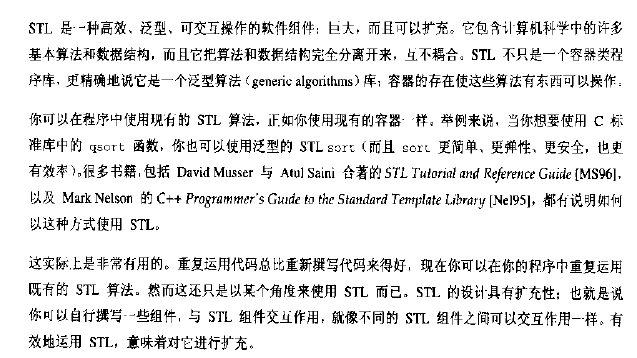 STL 是一种高效、泛型、可交互操作的软件组件；巨大，而且可以扩充。它包含计算机科学中的许多
基本算法和数据结构，而且它把算法和数据结构完全分离开来，互不耦合。STL 不只是一个容器类程
序库，更精确地说它是一个泛型算法（generic algorithms）库；容器的存在使这些算法有东西可以操作。
你可以在程序中使用现有的 STL 算法，正如你使用现有的容器一样。举例来说，当你想要使用 C 标
准库中的 qsort 函数，你也可以使用泛型的 STL sort（而且 sort 更简单、更弹性、更安全，也更
有效率）。很多书籍，包括 David Musser 与 Atul Saini 合著的 STL Tutorial and Reference Guide [MS96]，
以及 Mark Nelson 的 C++ Programmer's Guide to the Standard Template Library [Nel95]，都有说明如何
以这种方式使用 STL。
这实际上是非常有用的。重复运用代码总比重新撰写代码来得好，现在你可以在你的程序中重复运用
既有的 STL 算法。然而这还只是以某个角度来使用 STL 而已。STL 的设计具有扩充性；也就是说
你可以自行撰写一些组件，与 STL 组件交互作用，就像不同的 STL 组件之间可以交互作用一样。有
效地运用 STL，意味着对它进行扩充。